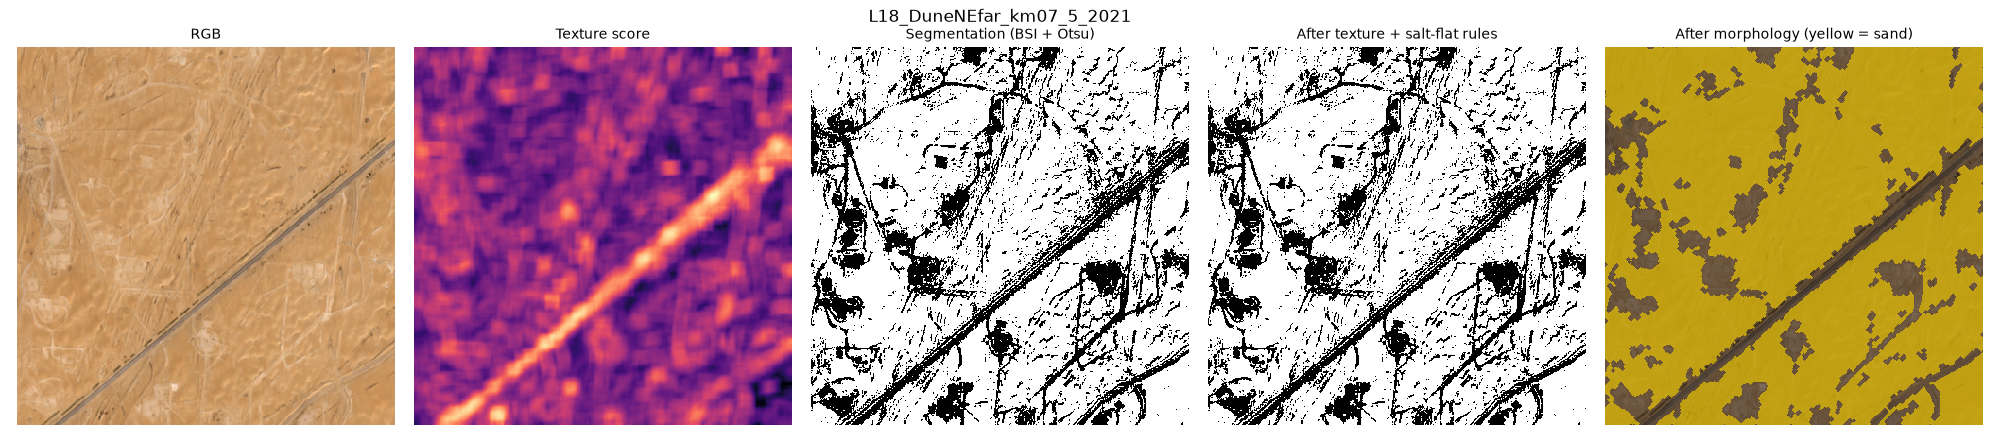 L18_DuneNEfar_km07_5_2021
RGB
Texture score
Segmentation (BSI + Otsu)
After texture + salt-flat rules
After morphology (yellow = sand)